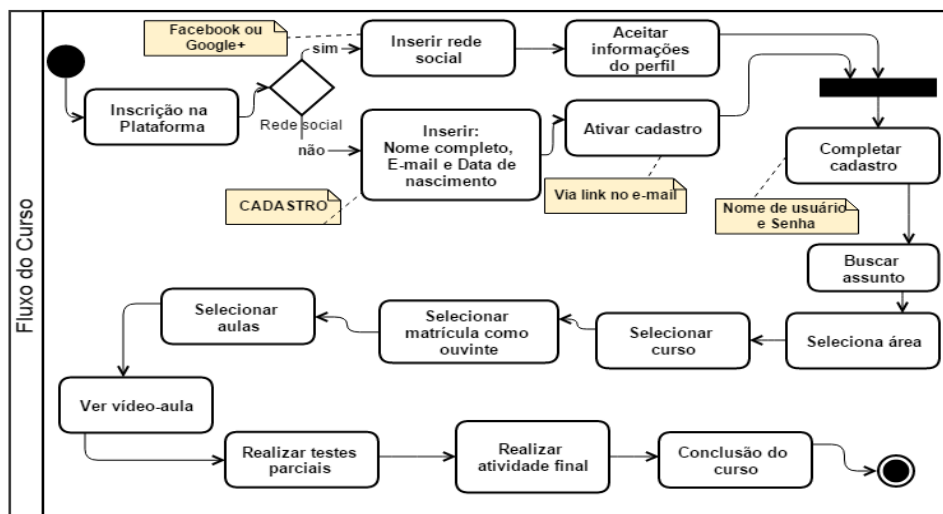 Fluxo do Curso
Facebook ou
Google+
sim
Inserir rede
social
Aceitar
informações
do perfil
Inscrição na
Plataforma
Rede social
não
Inserir:
Nome completo,
E-mail e Data de
nascimento
Ativar cadastro
Completar
cadastro
CADASTRO
Via link no e-mail
Nome de usuário
e Senha
Buscar
assunto
Selecionar
aulas
Selecionar
matrícula como
ouvinte
Selecionar
curso
Seleciona área
Ver vídeo-aula
Realizar testes
parciais
Realizar
atividade final
Conclusão do
curso